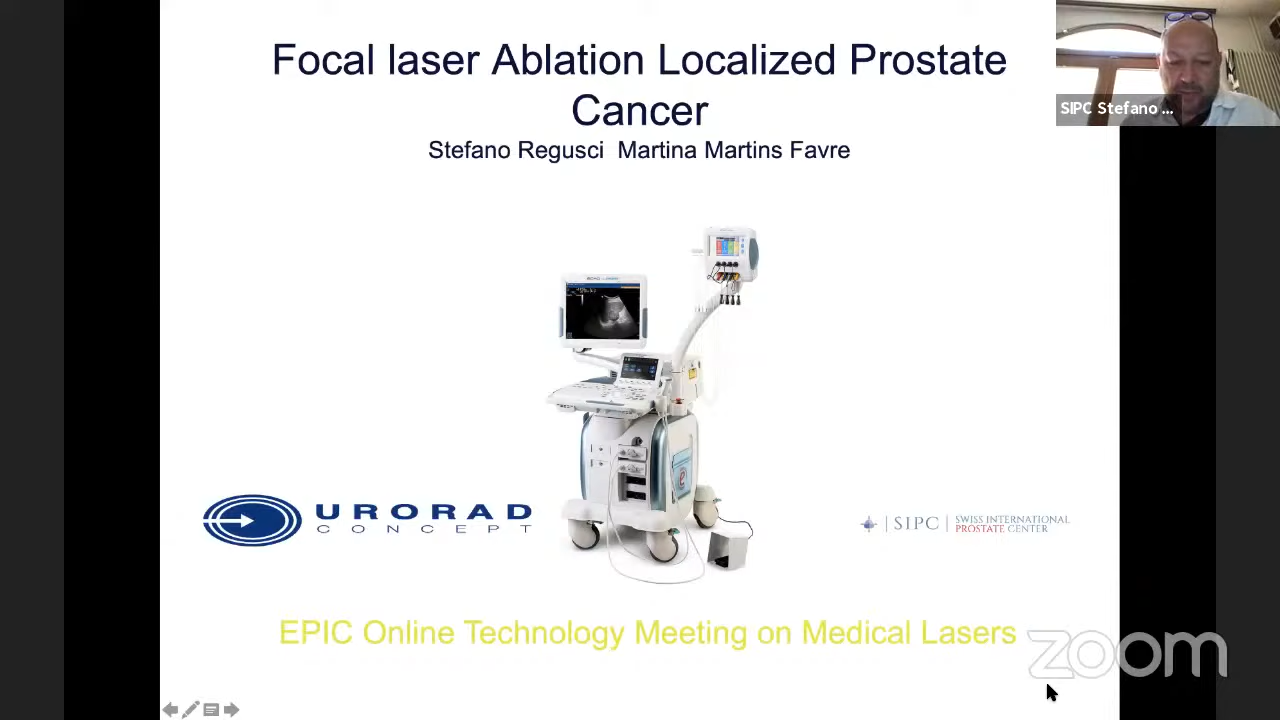 Focal laser Ablation Localized Prostate
Cancer
Stefano Regusci  Martina Martins Favre
SIPC Stefano ...
URORAD
CONCEPT
SIPC
SWISS INTERNATIONAL
PROSTATE CENTER
EPIC Online Technology Meeting on Medical Lasers
zoom